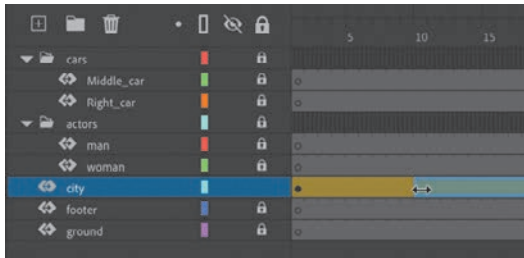 5 10 15
cars
Middle_car
Right_car
actors
man
woman
city
footer
ground